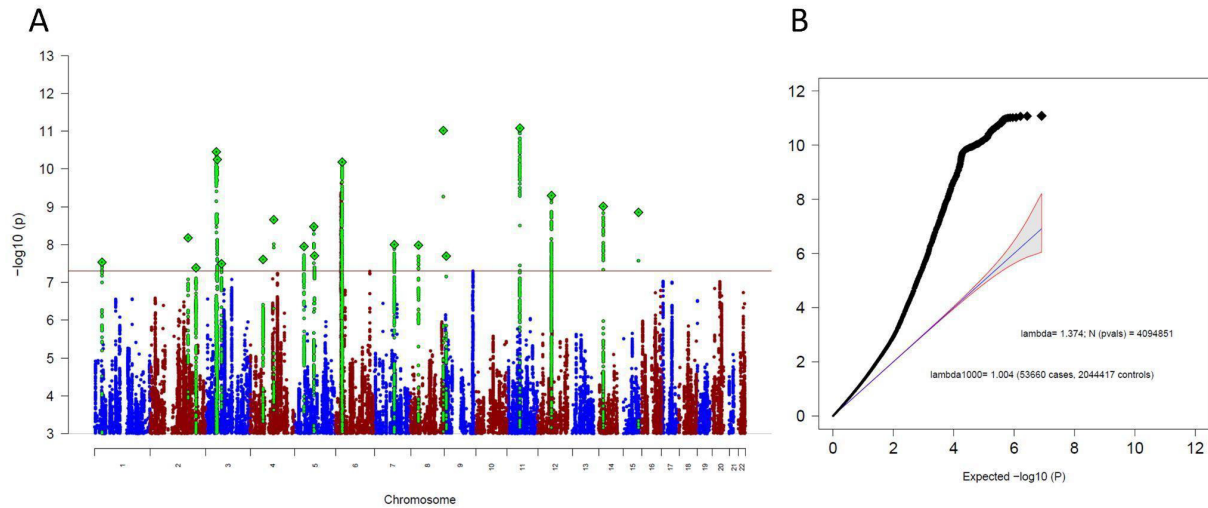 A
B
−log10 (p)
13
12
11
10
9
8
7
6
5
4
3
1 2 3 4 5 6 7 8 9 10 11 12 13 14 15 16 17 18 19 20 21 22
Chromosome
12
10
8
6
4
2
0
lambda= 1.374; N (pvals) = 4094851
lambda1000= 1.004 (53660 cases, 2044417 controls)
0 2 4 6 8 10 12
Expected −log10 (P)